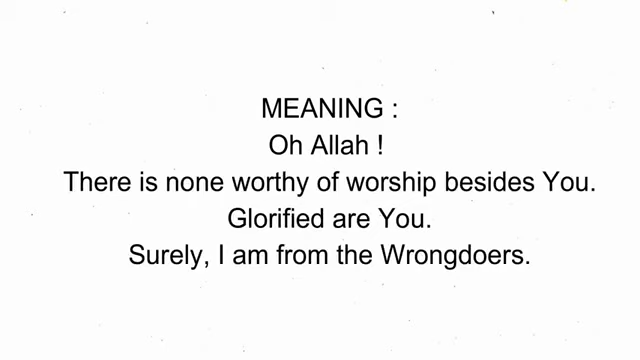 MEANING :
Oh Allah !
There is none worthy of worship besides You.
Glorified are You.
Surely, I am from the Wrongdoers.